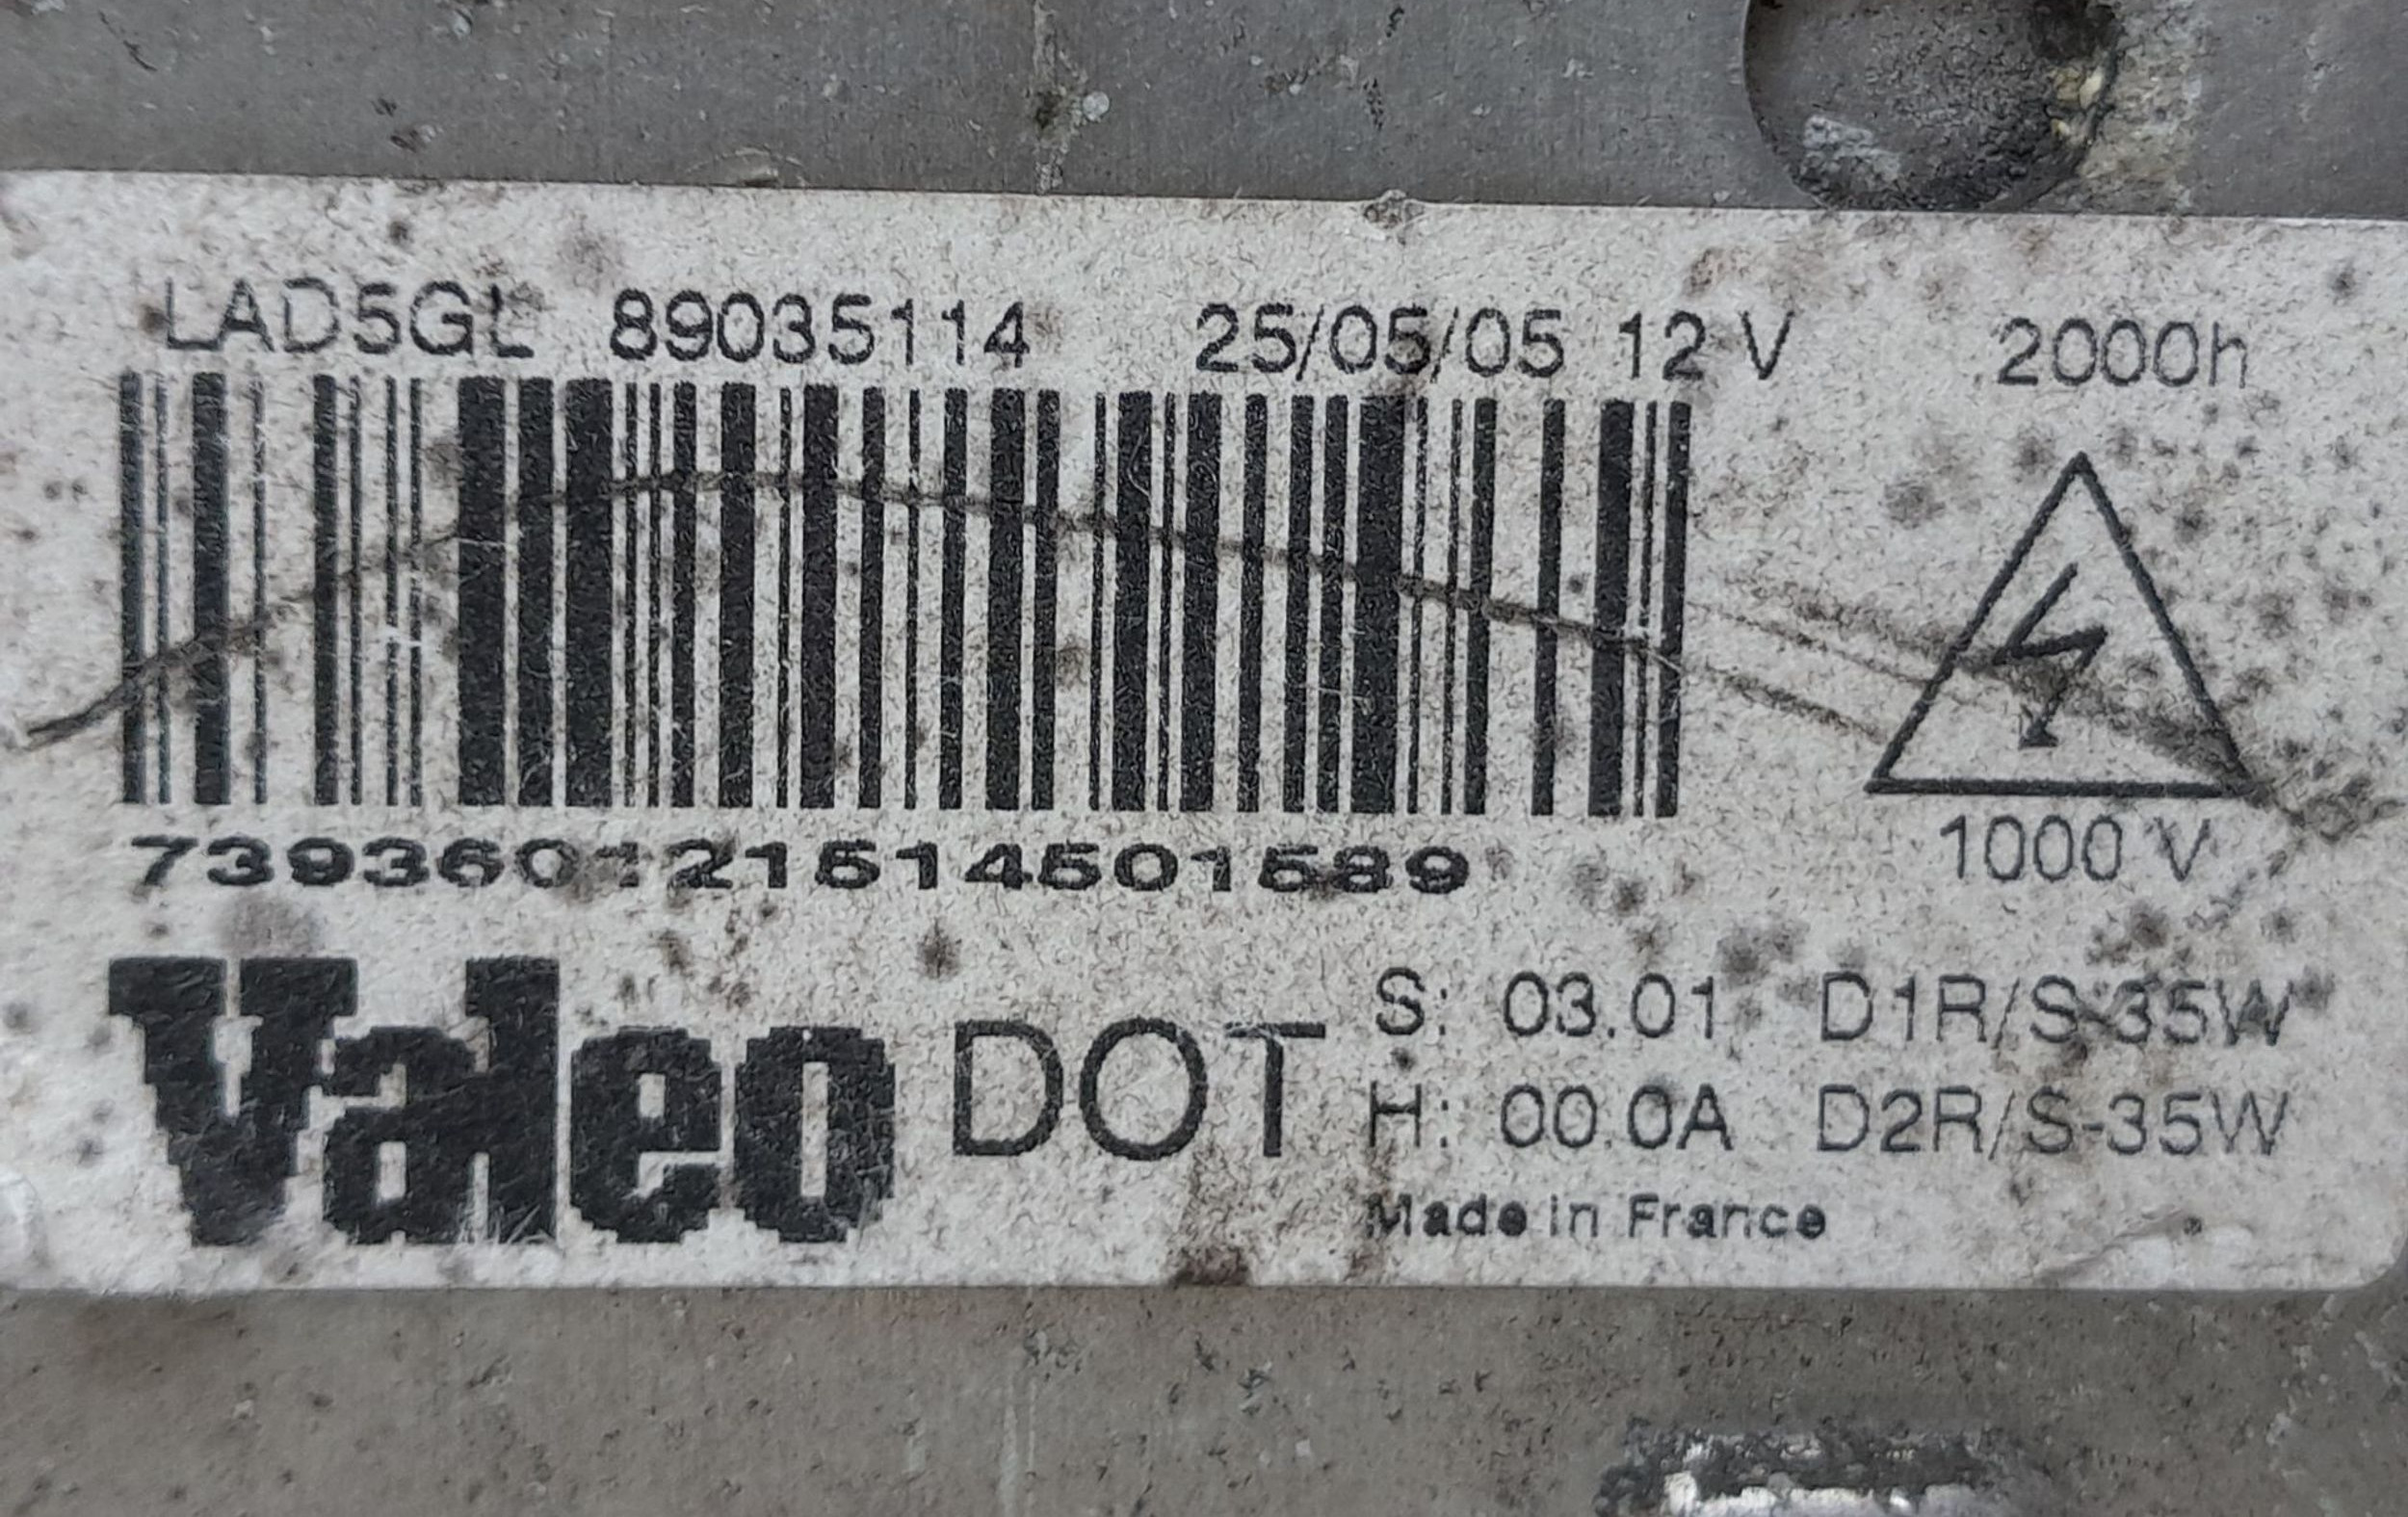 LAD5GL 89035114 25/05/05 12 V 2000h
739360121514501589
1000 V
Valeo DOT
S: 03.01 D1R/S-35W
H: 00.0A D2R/S-35W
Made in France